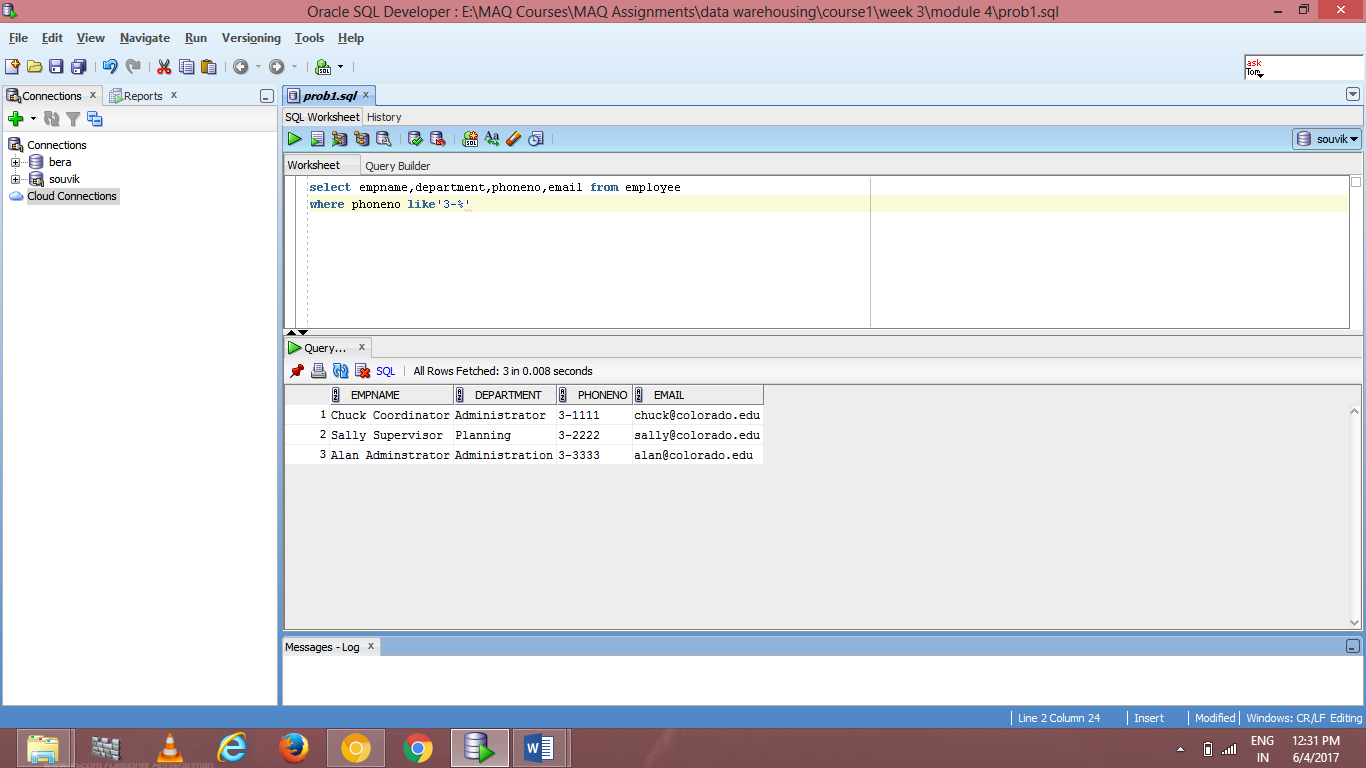 Oracle SQL Developer : E:\MAQ Courses\MAQ Assignments\data warehousing\course1\week 3\module 4\prob1.sql
File Edit View Navigate Run Versioning Tools Help
SQL
ask
Tom
Connections x Reports x
Connections
bera
souvik
Cloud Connections
prob1.sql x
SQL Worksheet History
SQL Aa souvik
Worksheet Query Builder
select empname,department,phoneno,email from employee
where phoneno like'3-%'
Query... x
SQL All Rows Fetched: 3 in 0.008 seconds
EMPNAME DEPARTMENT PHONENO EMAIL
1 Chuck Coordinator Administrator 3-1111 chuck@colorado.edu
2 Sally Supervisor Planning 3-2222 sally@colorado.edu
3 Alan Adminstrator Administration 3-3333 alan@colorado.edu
Messages - Log x
Line 2 Column 24 Insert Modified Windows: CR/LF Editing
ENG 12:31 PM
IN 6/4/2017